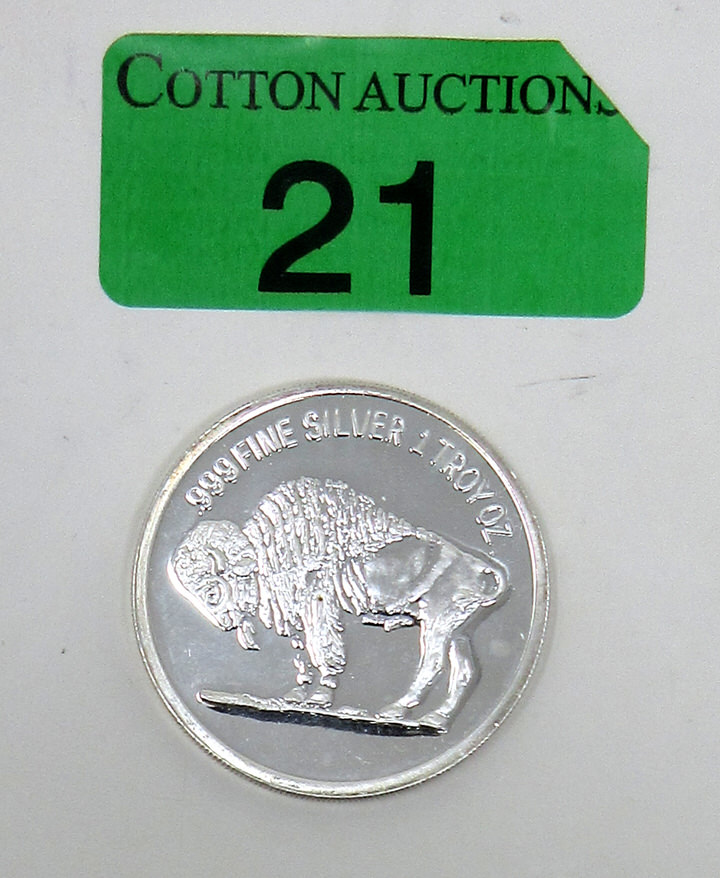 COTTON AUCTIONS
21
.999 FINE SILVER 1 TROY OZ.